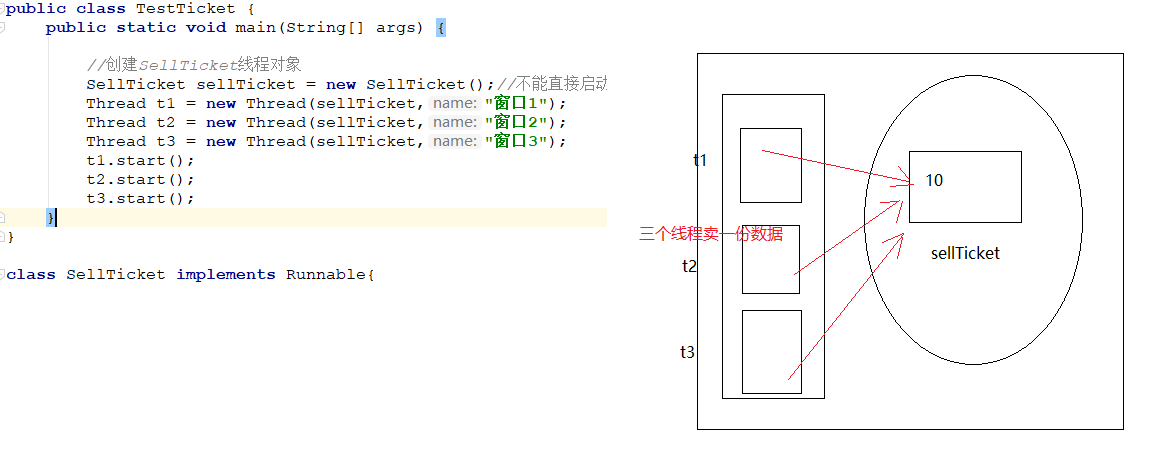 public class TestTicket {
public static void main(String[] args) {
//创建SellTicket线程对象
SellTicket sellTicket = new SellTicket();//不能直接启动
Thread t1 = new Thread(sellTicket, name: "窗口1");
Thread t2 = new Thread(sellTicket, name: "窗口2");
Thread t3 = new Thread(sellTicket, name: "窗口3");
t1.start();
t2.start();
t3.start();
}
}
class SellTicket implements Runnable{
t1
10
三个线程卖一份数据
sellTicket
t2
t3